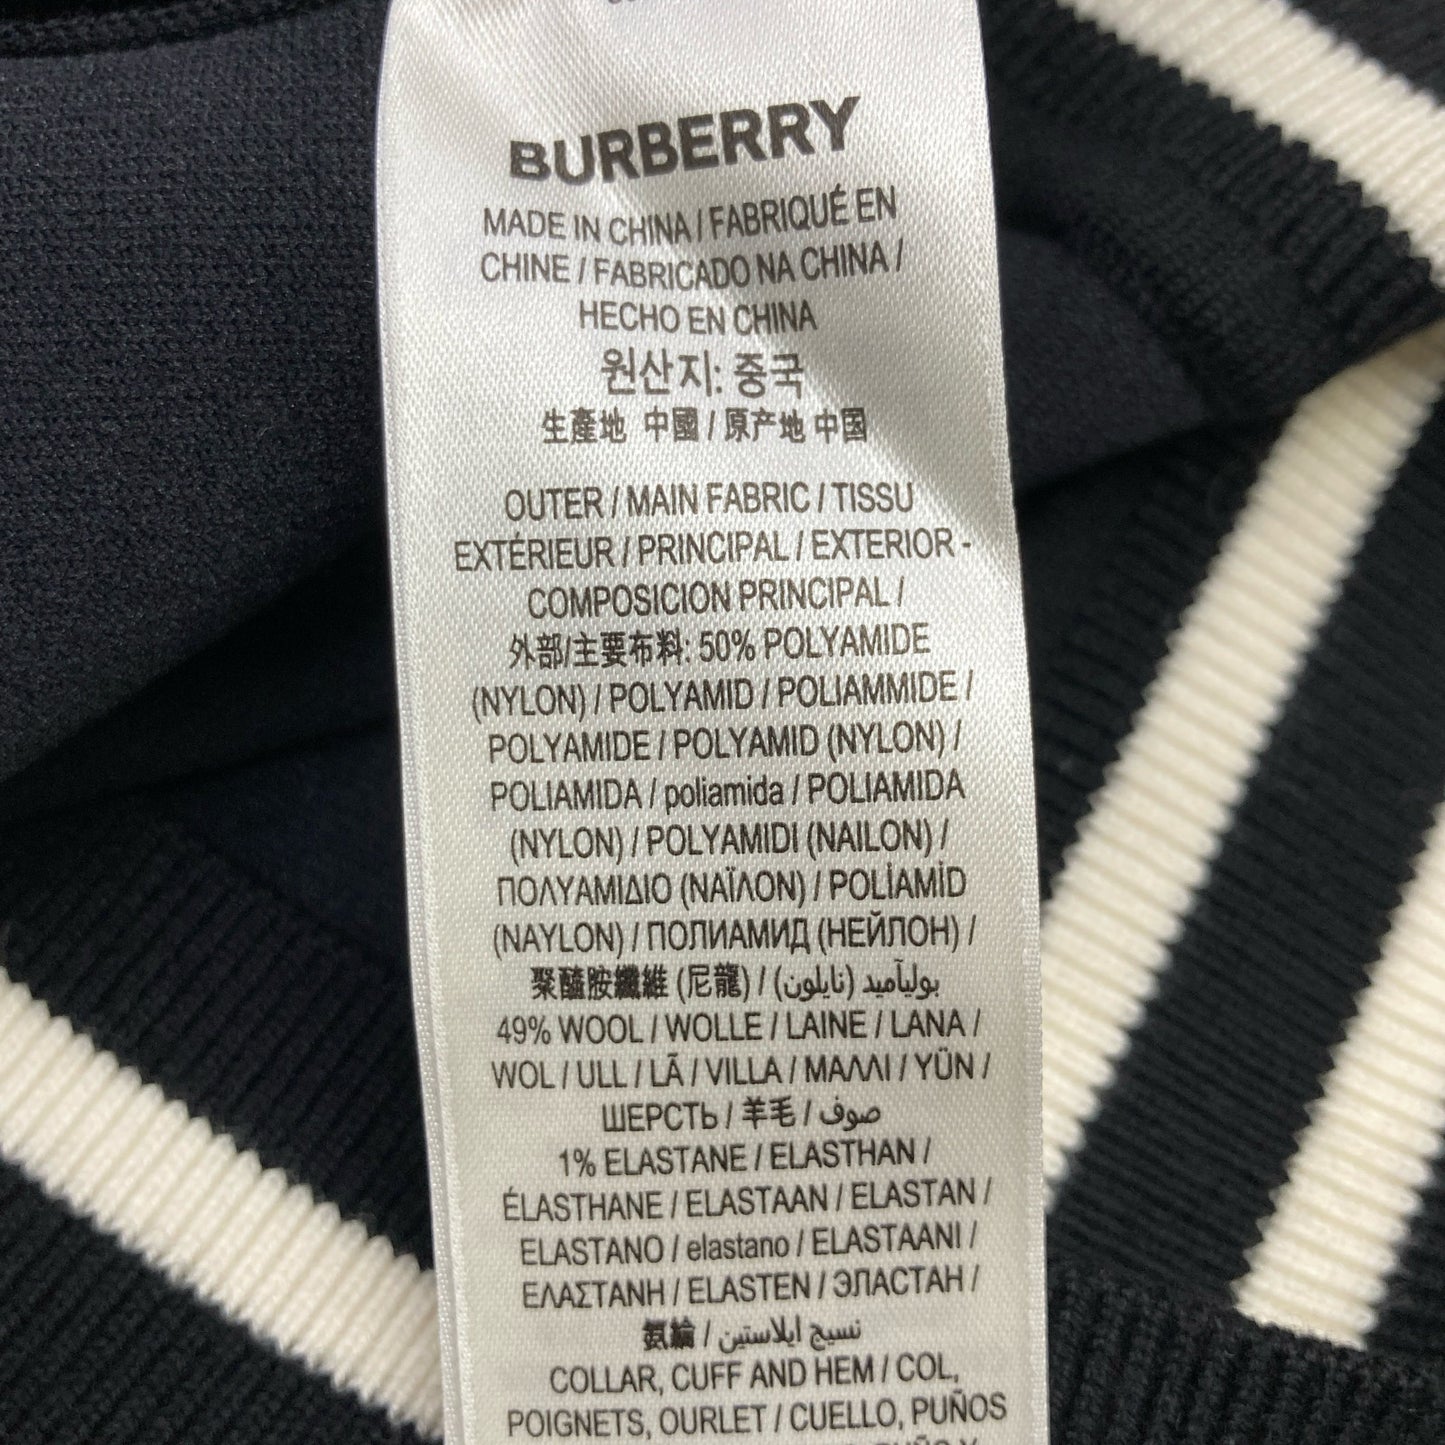 BURBERRY
MADE IN CHINA / FABRIQUÉ EN
CHINE / FABRICADO NA CHINA /
HECHO EN CHINA
원산지: 중국
生產地 中國 / 原产地 中国
OUTER / MAIN FABRIC / TISSU
EXTÉRIEUR / PRINCIPAL / EXTERIOR -
COMPOSICION PRINCIPAL /
外部/主要布料: 50% POLYAMIDE
(NYLON) / POLYAMID / POLIAMMIDE /
POLYAMIDE / POLYAMID (NYLON) /
POLIAMIDA / poliamida / POLIAMIDA
(NYLON) / POLYAMIDI (NAILON) /
ΠΟΛΥΑΜΙΔΙΟ (ΝΑΪΛΟΝ) / POLİAMİD
(NAYLON) / ПОЛИАМИД (НЕЙЛОН) /
聚醯胺纖維 (尼龍) / بوليآميد (نايلون)
49% WOOL / WOLLE / LAINE / LANA /
WOL / ULL / LÃ / VILLA / ΜΑΛΛΙ / YÜN /
ШЕРСТЬ / 羊毛 / صوف
1% ELASTANE / ELASTHAN /
ÉLASTHANE / ELASTAAN / ELASTAN /
ELASTANO / elastano / ELASTAANI /
ΕΛΑΣΤΑΝΗ / ELASTEN / ЭЛАСТАН /
氨綸 / نسيج ايلاستين
COLLAR, CUFF AND HEM / COL,
POIGNETS, OURLET / CUELLO, PUÑOS